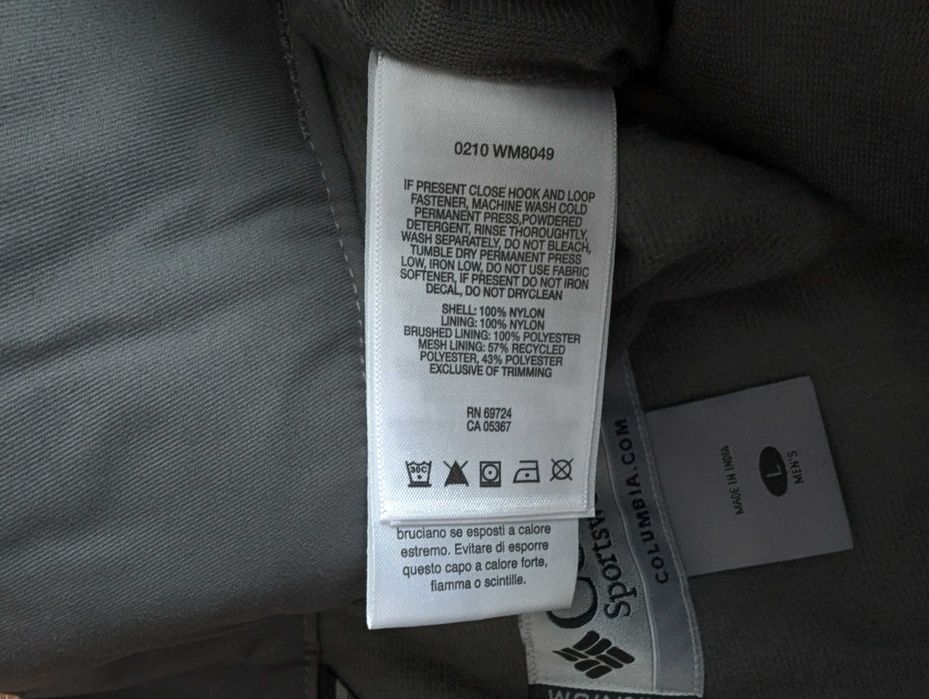 0210 WM8049
IF PRESENT CLOSE HOOK AND LOOP
FASTENER, MACHINE WASH COLD
PERMANENT PRESS,POWDERED
DETERGENT, RINSE THOROUGHLY,
WASH SEPARATELY, DO NOT BLEACH,
TUMBLE DRY PERMANENT PRESS
LOW, IRON LOW, DO NOT USE FABRIC
SOFTENER, IF PRESENT DO NOT IRON
DECAL, DO NOT DRYCLEAN
SHELL: 100% NYLON
LINING: 100% NYLON
BRUSHED LINING: 100% POLYESTER
MESH LINING: 57% RECYCLED
POLYESTER, 43% POLYESTER
EXCLUSIVE OF TRIMMING
RN 69724
CA 05367
30C
bruciano se esposti a calore
estremo. Evitare di esporre
questo capo a calore forte,
fiamma o scintille.
COLUMBIA.COM
MADE IN INDIA
L
MEN'S